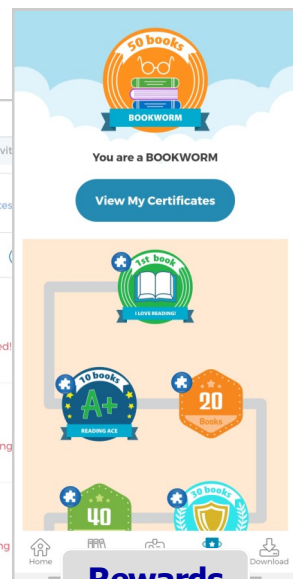 50 books
BOOKWORM
You are a BOOKWORM
View My Certificates
1st book
I LOVE READING!
10 books
A+
READING ACE
20
Books
40
30 books
Home
Download
Rewards